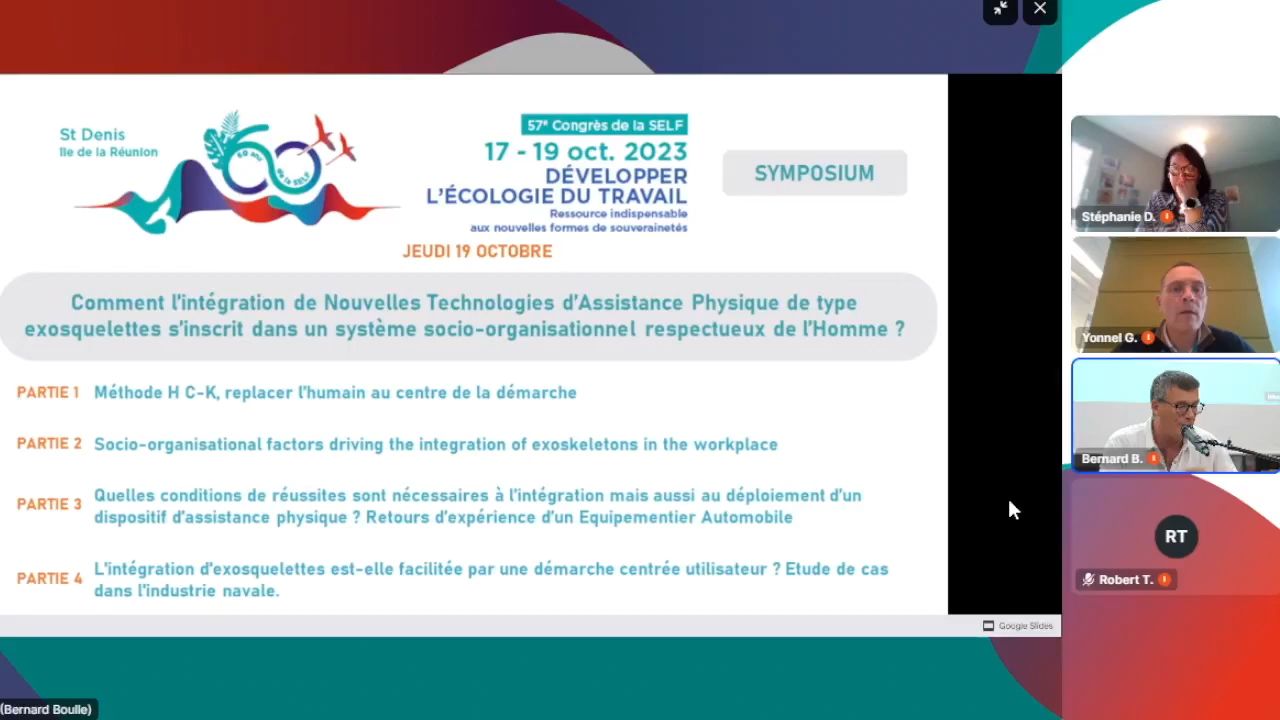 St Denis
île de la Réunion
60 ans
de la SELF
57e Congrès de la SELF
17 - 19 oct. 2023
DÉVELOPPER
L'ÉCOLOGIE DU TRAVAIL
Ressource indispensable
aux nouvelles formes de souverainetés
SYMPOSIUM
JEUDI 19 OCTOBRE
Comment l'intégration de Nouvelles Technologies d'Assistance Physique de type
exosquelettes s'inscrit dans un système socio-organisationnel respectueux de l'Homme ?
PARTIE 1 Méthode H C-K, replacer l'humain au centre de la démarche
PARTIE 2 Socio-organisational factors driving the integration of exoskeletons in the workplace
PARTIE 3 Quelles conditions de réussites sont nécessaires à l'intégration mais aussi au déploiement d'un
dispositif d'assistance physique ? Retours d'expérience d'un Equipementier Automobile
PARTIE 4 L'intégration d'exosquelettes est-elle facilitée par une démarche centrée utilisateur ? Etude de cas
dans l'industrie navale.
Google Slides
Stéphanie D.
Yonnel G.
Bernard B.
RT
Robert T.
(Bernard Boulle)